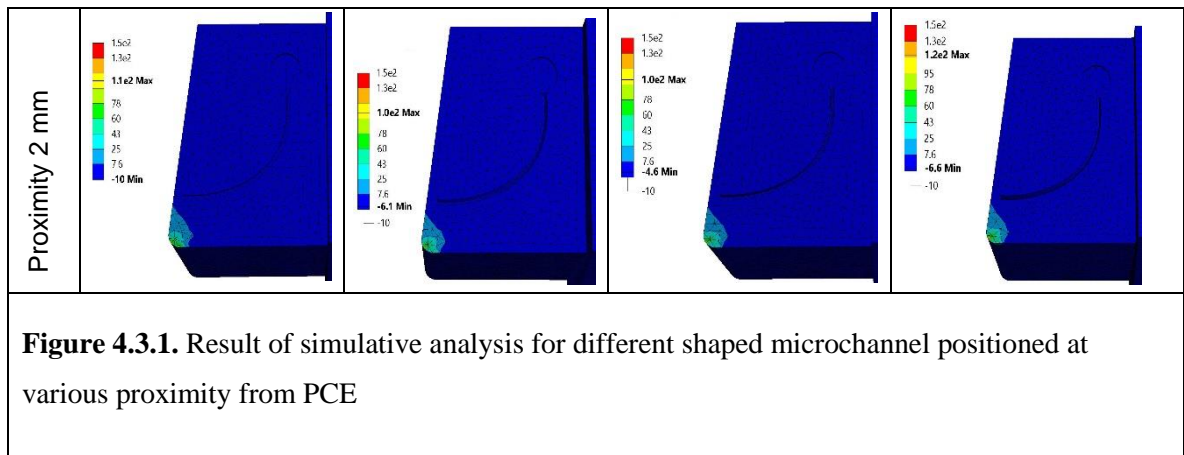 Proximity 2 mm
1.5e2
1.3e2
1.1e2 Max
78
60
43
25
7.6
-10 Min
1.5e2
1.3e2
1.0e2 Max
78
60
43
25
7.6
-6.1 Min
-10
1.5e2
1.3e2
1.0e2 Max
78
60
43
25
7.6
-4.6 Min
-10
1.5e2
1.3e2
1.2e2 Max
95
78
60
43
25
7.6
-6.6 Min
-10
Figure 4.3.1. Result of simulative analysis for different shaped microchannel positioned at
various proximity from PCE